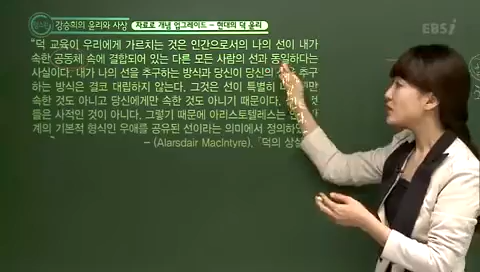 강승희의 윤리와 사상
자료로 개념 업그레이드 - 현대의 덕 윤리
EBSi
"덕 교육이 우리에게 가르치는 것은 인간으로서의 나의 선이 내가
속한 공동체 속에 결합되어 있는 다른 모든 사람의 선과 동일하다는
사실이다. 내가 나의 선을 추구하는 방식과 당신이 당신의 선을 추구
하는 방식은 결코 대립하지 않는다. 그것은 선이 특별히
속한 것도 아니고 당신에게만 속한 것도 아니기 때문이다.
들은 사적인 것이 아니다. 그렇기 때문에 아리스토텔레스는
계의 기본적 형식인 우애를 공유된 선이라는 의미에서 정의하
- (Alarsdair MacIntyre), 「덕의 상실